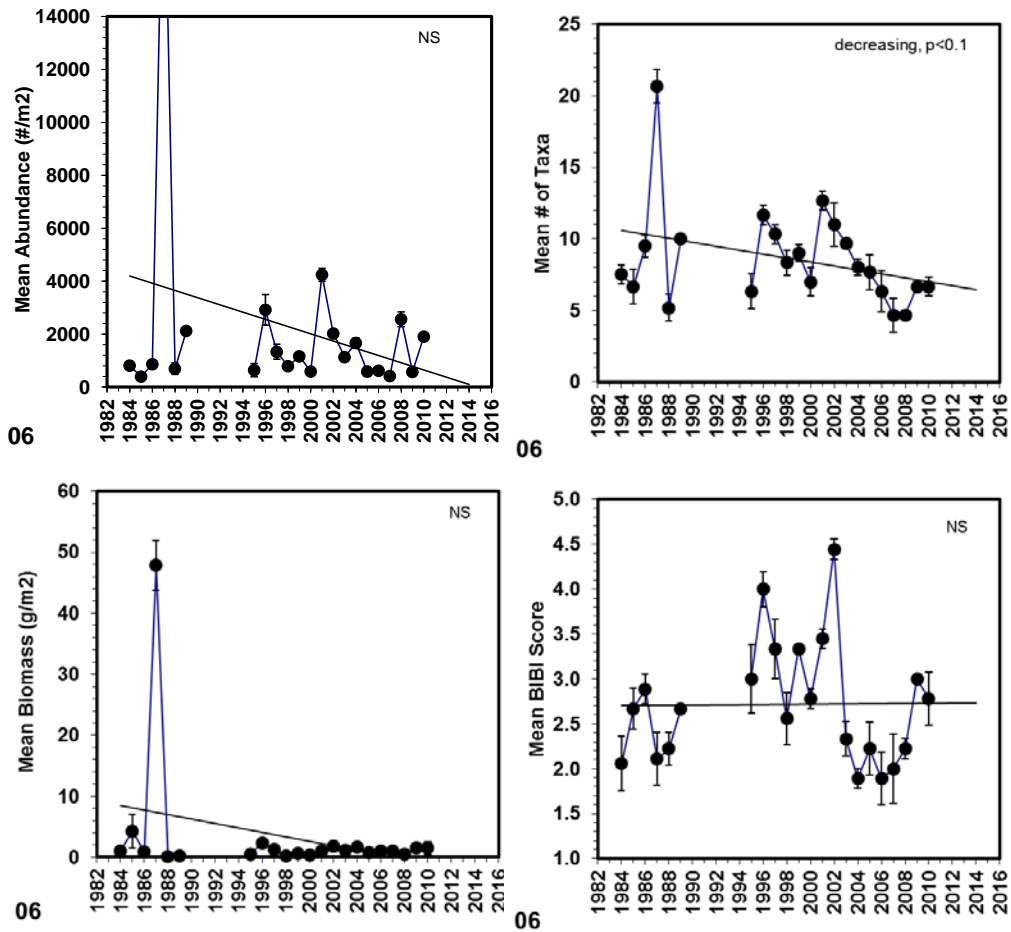 Mean Abundance (#/m2)
14000
12000
10000
8000
6000
4000
2000
0
NS
1982 1984 1986 1988 1990 1992 1994 1996 1998 2000 2002 2004 2006 2008 2010 2012 2014 2016
06
Mean # of Taxa
25
20
15
10
5
0
decreasing, p<0.1
1982 1984 1986 1988 1990 1992 1994 1996 1998 2000 2002 2004 2006 2008 2010 2012 2014 2016
06
Mean Biomass (g/m2)
60
50
40
30
20
10
0
NS
1982 1984 1986 1988 1990 1992 1994 1996 1998 2000 2002 2004 2006 2008 2010 2012 2014 2016
06
Mean BIBI Score
5.0
4.5
4.0
3.5
3.0
2.5
2.0
1.5
1.0
NS
1982 1984 1986 1988 1990 1992 1994 1996 1998 2000 2002 2004 2006 2008 2010 2012 2014 2016
06